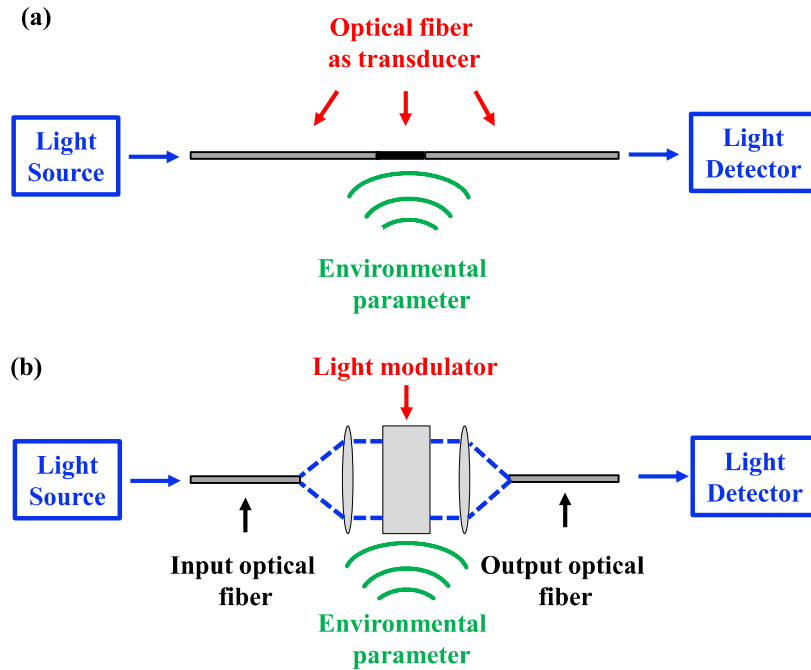 (a)
Optical fiber
as transducer
Light
Source
Light
Detector
Environmental
parameter
(b)
Light modulator
Light
Source
Light
Detector
Input optical
fiber
Output optical
fiber
Environmental
parameter